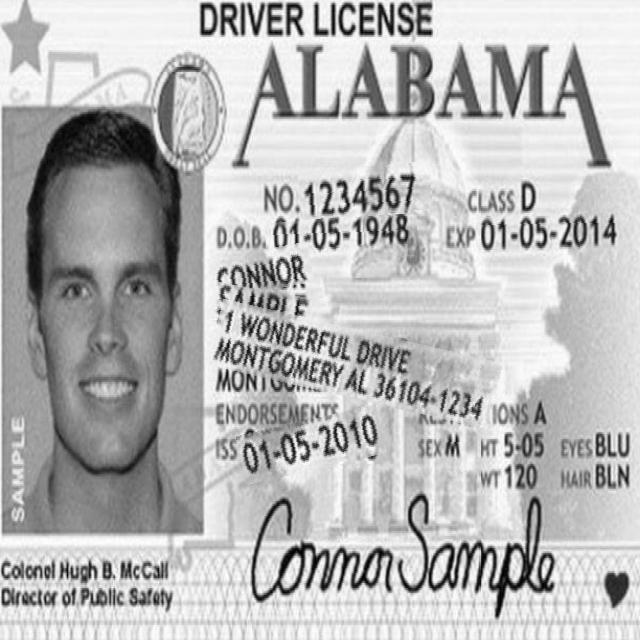 DRIVER LICENSE
ALABAMA
NO. 1234567 CLASS D
D.O.B. 01-05-1948 EXP 01-05-2014
CONNOR
SAMPLE
1 WONDERFUL DRIVE
MONTGOMERY AL 36104-1234
ENDORSEMENTS IONS A
ISS 01-05-2010 SEX M HT 5-05 EYES BLU
WT 120 HAIR BLN
SAMPLE
Connor Sample
Colonel Hugh B. McCall
Director of Public Safety